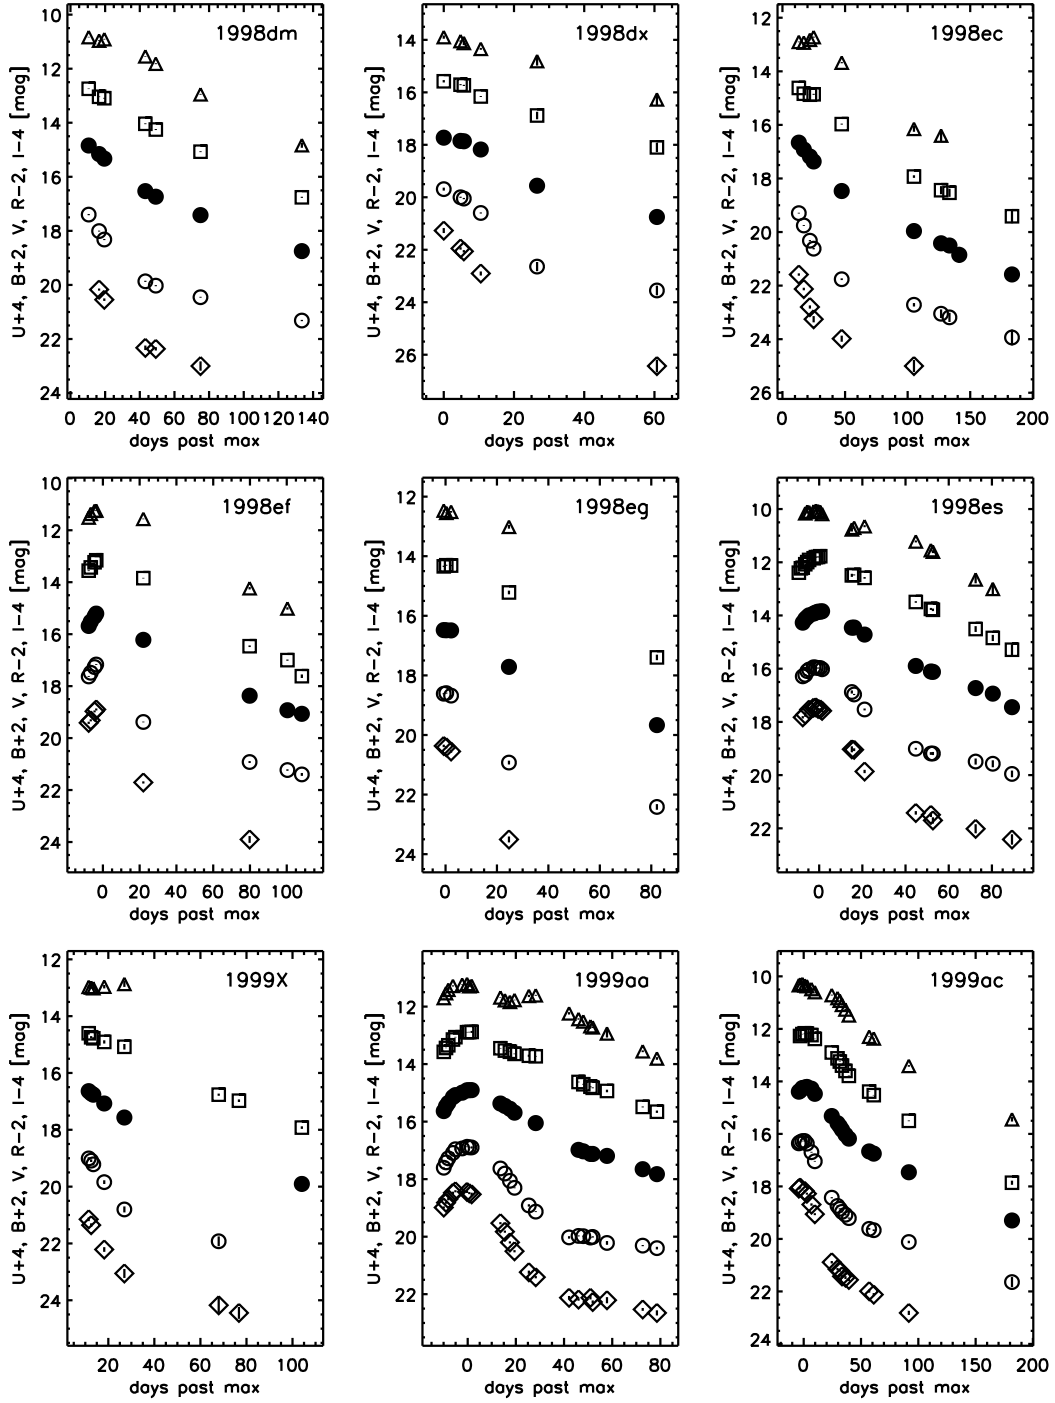 1998dm
10
12
14
16
18
20
22
24
0 20 40 60 80 100 120 140
days past max
U+4, B+2, V, R−2, I−4 [mag]
1998dx
14
16
18
20
22
24
26
0 20 40 60
days past max
U+4, B+2, V, R−2, I−4 [mag]
1998ec
12
14
16
18
20
22
24
26
0 50 100 150 200
days past max
U+4, B+2, V, R−2, I−4 [mag]
1998ef
10
12
14
16
18
20
22
24
0 20 40 60 80 100
days past max
U+4, B+2, V, R−2, I−4 [mag]
1998eg
12
14
16
18
20
22
24
0 20 40 60 80
days past max
U+4, B+2, V, R−2, I−4 [mag]
1998es
10
12
14
16
18
20
22
0 20 40 60 80
days past max
U+4, B+2, V, R−2, I−4 [mag]
1999X
12
14
16
18
20
22
24
20 40 60 80 100
days past max
U+4, B+2, V, R−2, I−4 [mag]
1999aa
12
14
16
18
20
22
0 20 40 60 80
days past max
U+4, B+2, V, R−2, I−4 [mag]
1999ac
10
12
14
16
18
20
22
24
0 50 100 150 200
days past max
U+4, B+2, V, R−2, I−4 [mag]